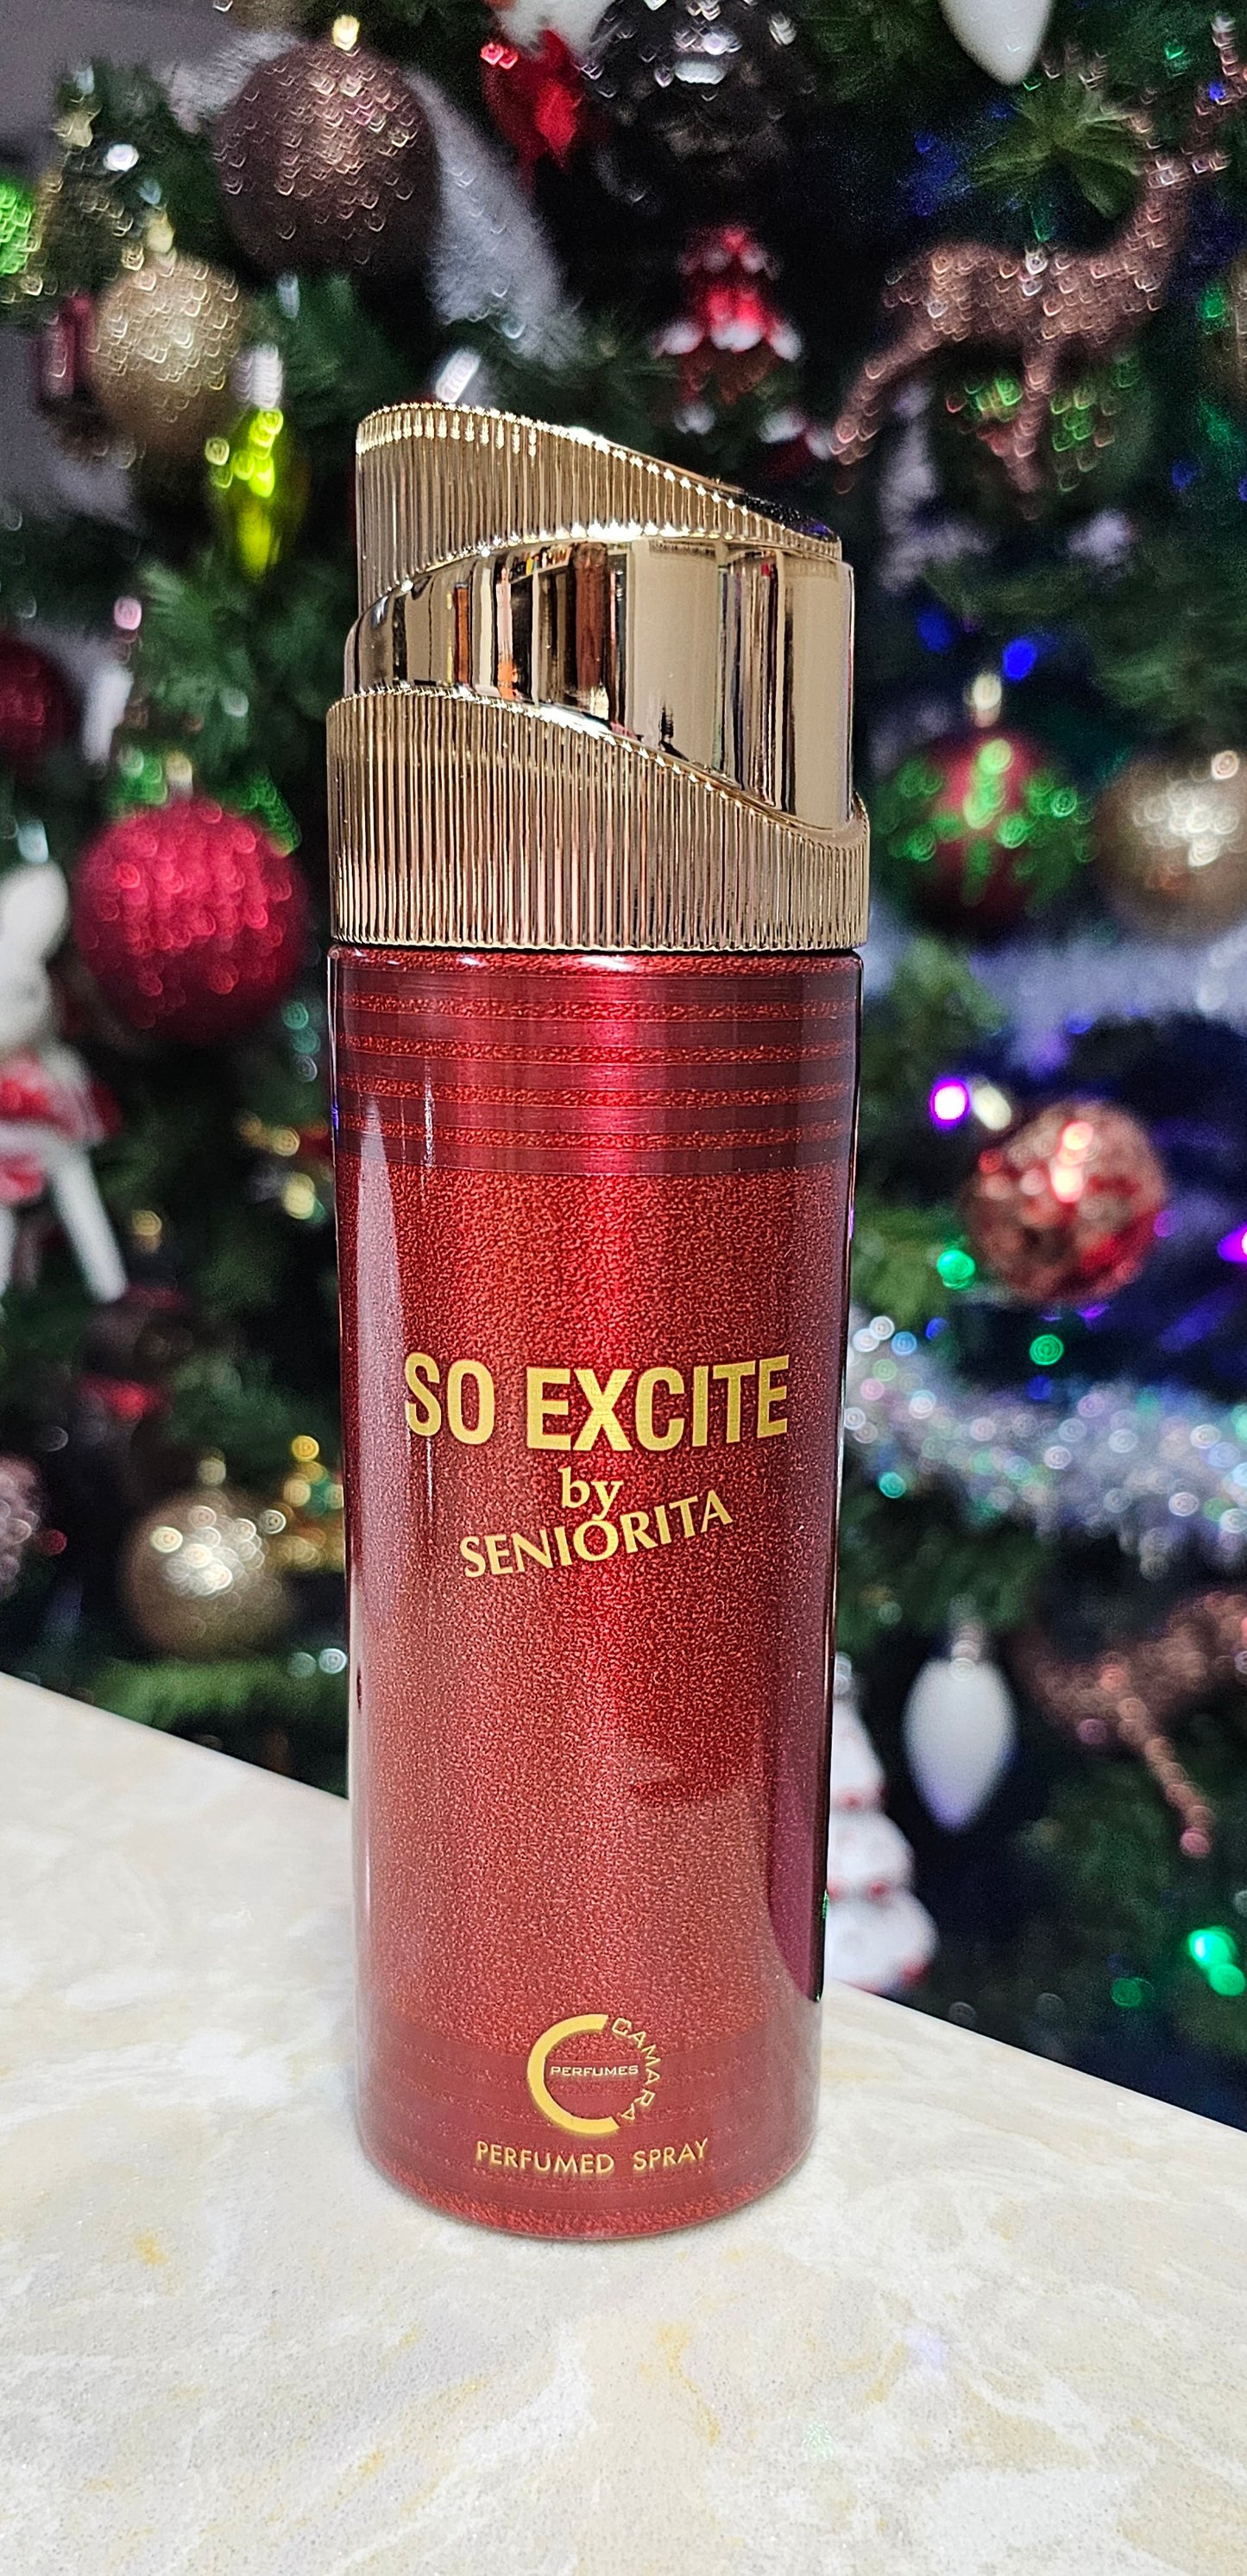 SO EXCITE
by
SENIORITA
CAMARA
PERFUMES
PERFUMED SPRAY